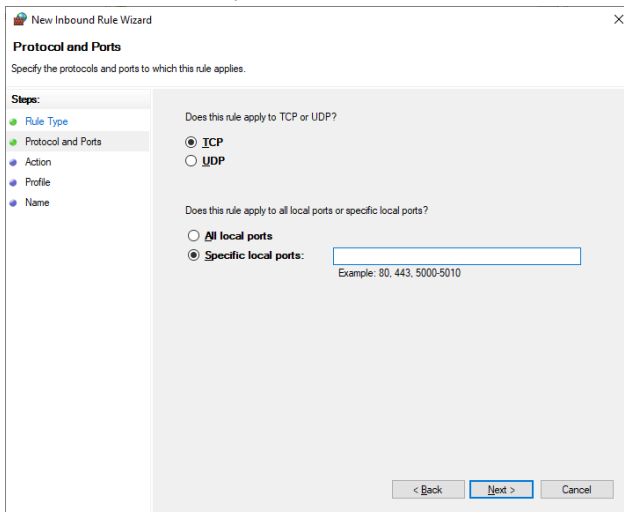 New Inbound Rule Wizard
Protocol and Ports
Specify the protocols and ports to which this rule applies.
Steps:
Rule Type
Protocol and Ports
Action
Profile
Name
Does this rule apply to TCP or UDP?
TCP
UDP
Does this rule apply to all local ports or specific local ports?
All local ports
Specific local ports:
Example: 80, 443, 5000-5010
< Back Next > Cancel